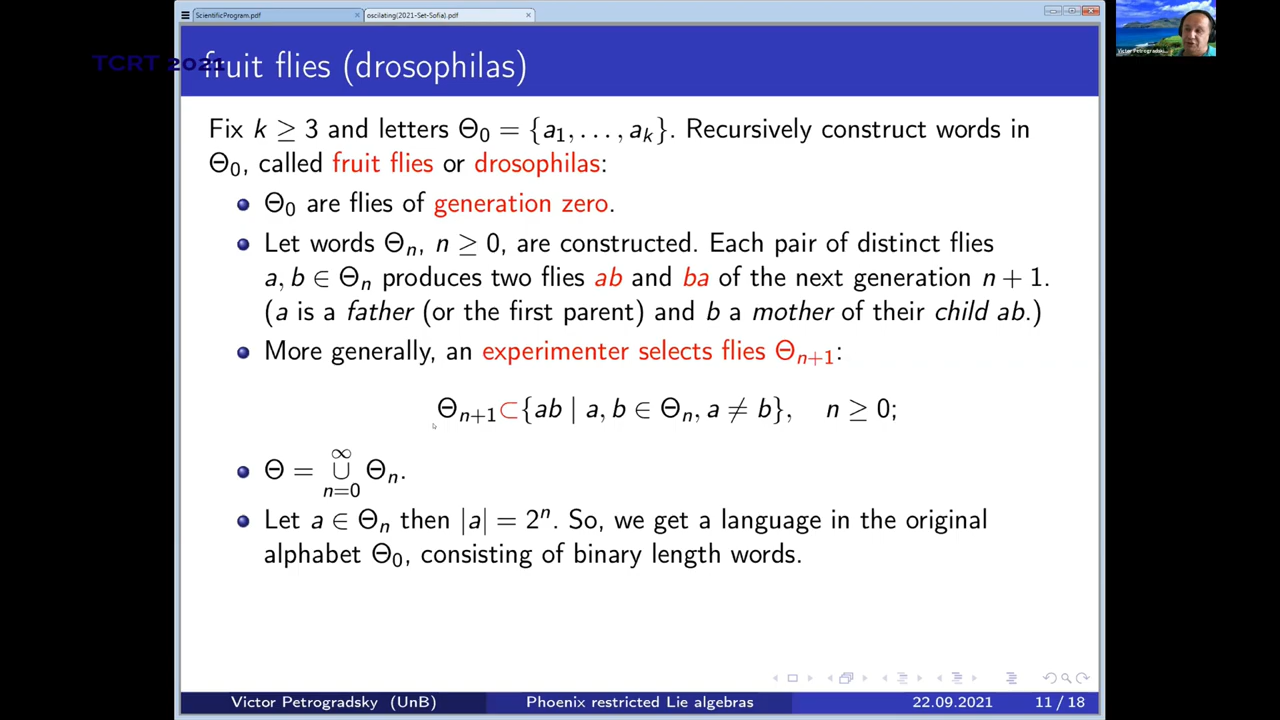 ScientificProgram.pdf × oscilating(2021-Set-Sofia).pdf ×
TCRT 2021
fruit flies (drosophilas)
Fix k ≥ 3 and letters Θ₀ = {a₁, . . . , aₖ}. Recursively construct words in
Θ₀, called fruit flies or drosophilas:
Θ₀ are flies of generation zero.
Let words Θₙ, n ≥ 0, are constructed. Each pair of distinct flies
a, b ∈ Θₙ produces two flies ab and ba of the next generation n + 1.
(a is a father (or the first parent) and b a mother of their child ab.)
More generally, an experimenter selects flies Θₙ₊₁:
Θₙ₊₁⊂{ab | a, b ∈ Θₙ, a ≠ b}, n ≥ 0;
Θ = ∞∪n=0 Θₙ.
Let a ∈ Θₙ then |a| = 2ⁿ. So, we get a language in the original
alphabet Θ₀, consisting of binary length words.
Victor Petrogradsky (UnB) Phoenix restricted Lie algebras 22.09.2021 11 / 18
Victor Petrogradsk...